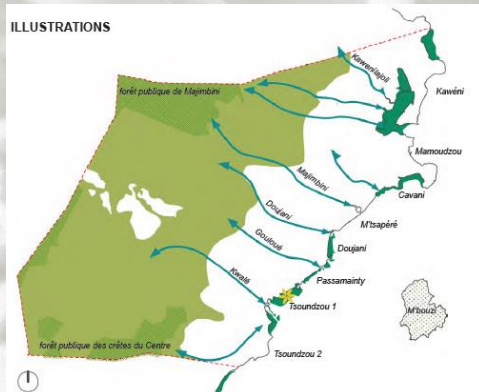 ILLUSTRATIONS
Kawenilajoli
forêt publique de Majimbini
Kawéni
Mamoudzou
Majimbini
Cavani
M'tsapéré
Doujani
Doujani
Gouloué
Passamainty
Kwalé
Tsoundzou 1
M'bouzi
forêt publique des crêtes du Centre
Tsoundzou 2